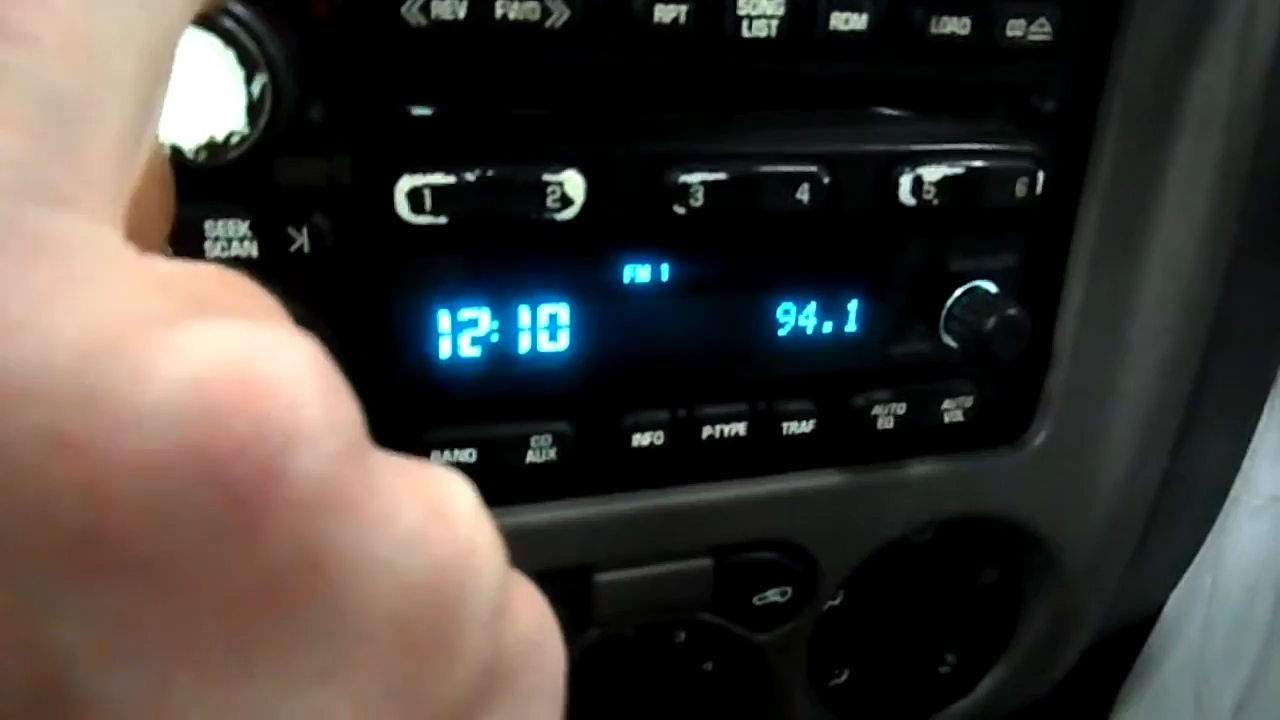 REV FWD RPT SONG LIST RDM LOAD CD
1 2 3 4 5 6
SEEK SCAN
FM 1
12:10 94.1
BAND CD AUX INFO P-TYPE TRAF AUTO EQ AUTO VOL